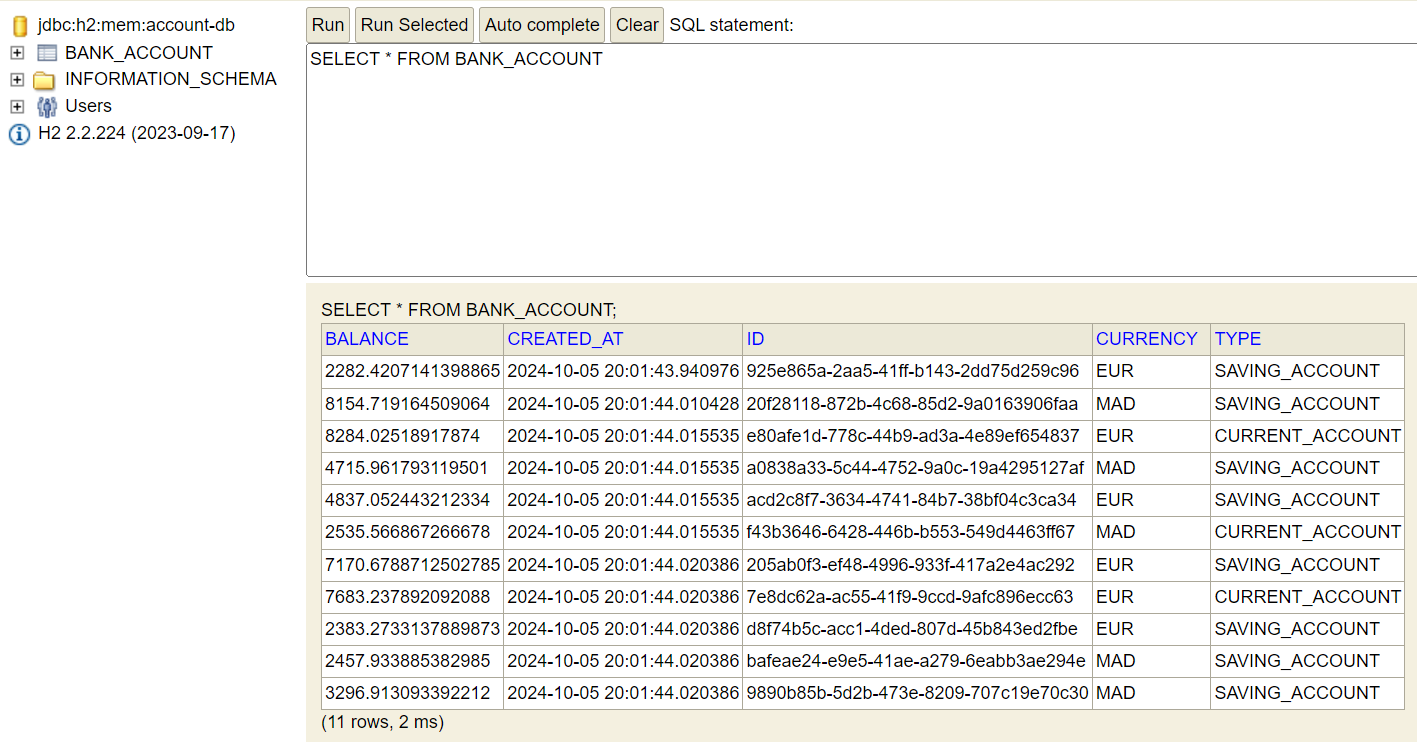 jdbc:h2:mem:account-db
BANK_ACCOUNT
INFORMATION_SCHEMA
Users
H2 2.2.224 (2023-09-17)
Run Run Selected Auto complete Clear SQL statement:
SELECT * FROM BANK_ACCOUNT
SELECT * FROM BANK_ACCOUNT;
BALANCE CREATED_AT ID CURRENCY TYPE
2282.4207141398865 2024-10-05 20:01:43.940976 925e865a-2aa5-41ff-b143-2dd75d259c96 EUR SAVING_ACCOUNT
8154.719164509064 2024-10-05 20:01:44.010428 20f28118-872b-4c68-85d2-9a0163906faa MAD SAVING_ACCOUNT
8284.02518917874 2024-10-05 20:01:44.015535 e80afe1d-778c-44b9-ad3a-4e89ef654837 EUR CURRENT_ACCOUNT
4715.961793119501 2024-10-05 20:01:44.015535 a0838a33-5c44-4752-9a0c-19a4295127af MAD SAVING_ACCOUNT
4837.052443212334 2024-10-05 20:01:44.015535 acd2c8f7-3634-4741-84b7-38bf04c3ca34 EUR SAVING_ACCOUNT
2535.566867266678 2024-10-05 20:01:44.015535 f43b3646-6428-446b-b553-549d4463ff67 MAD CURRENT_ACCOUNT
7170.6788712502785 2024-10-05 20:01:44.020386 205ab0f3-ef48-4996-933f-417a2e4ac292 EUR SAVING_ACCOUNT
7683.237892092088 2024-10-05 20:01:44.020386 7e8dc62a-ac55-41f9-9ccd-9afc896ecc63 EUR CURRENT_ACCOUNT
2383.2733137889873 2024-10-05 20:01:44.020386 d8f74b5c-acc1-4ded-807d-45b843ed2fbe EUR SAVING_ACCOUNT
2457.933885382985 2024-10-05 20:01:44.020386 bafeae24-e9e5-41ae-a279-6eabb3ae294e MAD SAVING_ACCOUNT
3296.913093392212 2024-10-05 20:01:44.020386 9890b85b-5d2b-473e-8209-707c19e70c30 MAD SAVING_ACCOUNT
(11 rows, 2 ms)